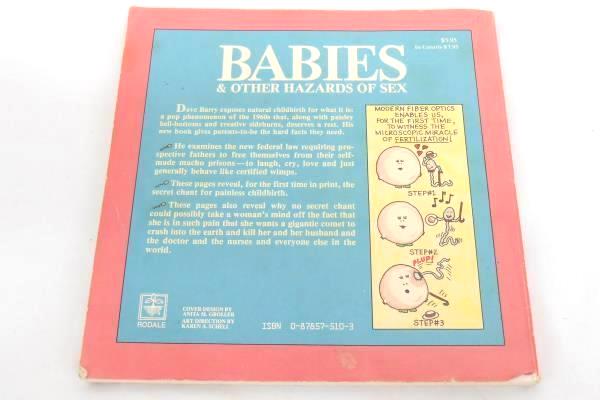 $5.95
In Canada $7.95
BABIES
& OTHER HAZARDS OF SEX
Dave Barry exposes natural childbirth for what it is:
a pop phenomenon of the 1960s that, along with paisley
bell-bottoms and creative sideburns, deserves a rest. His
new book gives parents-to-be the hard facts they need.
He examines the new federal law requiring pro-
spective fathers to free themselves from their self-
made macho prisons—to laugh, cry, love and just
generally behave like certified wimps.
These pages reveal, for the first time in print, the
secret chant for painless childbirth.
These pages also reveal why no secret chant
could possibly take a woman's mind off the fact that
she is in such pain that she wants a gigantic comet to
crash into the earth and kill her and her husband and
the doctor and the nurses and everyone else in the
world.
MODERN FIBER OPTICS
ENABLES US,
FOR THE FIRST TIME,
TO WITNESS THE
MICROSCOPIC MIRACLE
OF FERTILIZATION!
STEP#1
STEP#2
PLUP!
STEP#3
RODALE
COVER DESIGN BY
ANITA M. GROLLER
ART DIRECTION BY
KAREN A. SCHELL
ISBN 0-87857-510-3